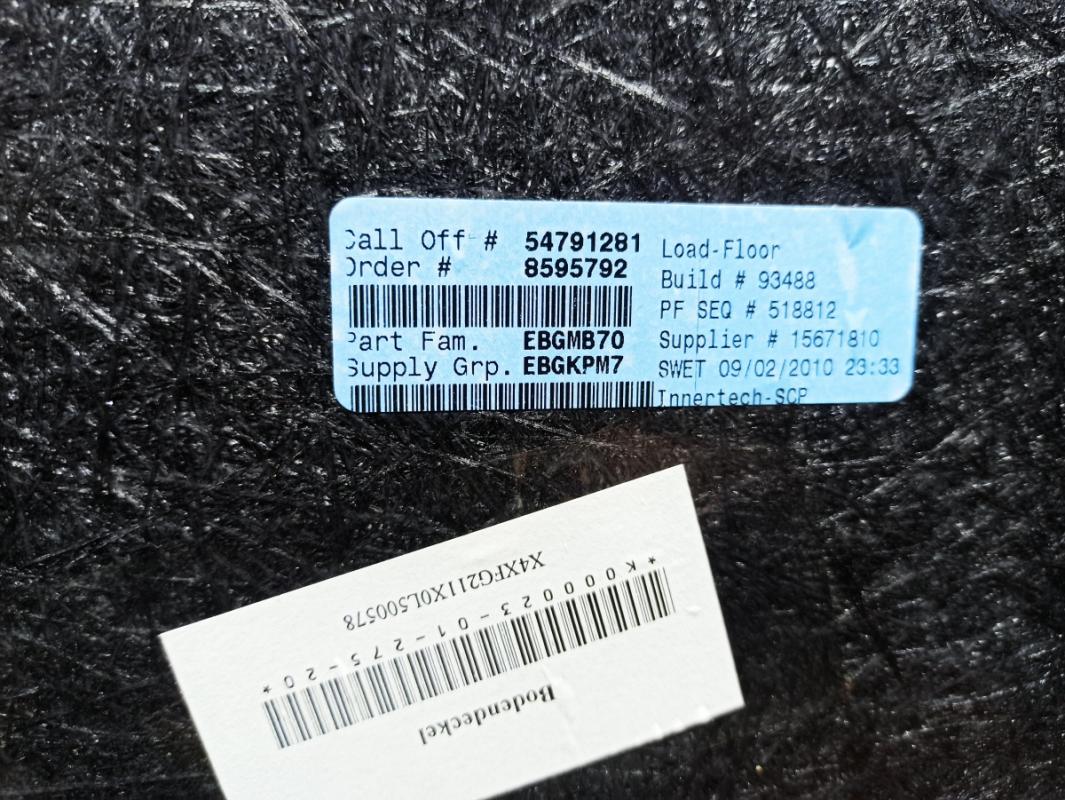 Call Off # 54791281
Order # 8595792
Part Fam. EBGMB70
Supply Grp. EBGKPM7
Load-Floor
Build # 93488
PF SEQ # 518812
Supplier # 15671810
SWET 09/02/2010 23:33
Innertech-SCP
Bodendeckel
*K000023-01-275-20*
X4XFG211X0L500578